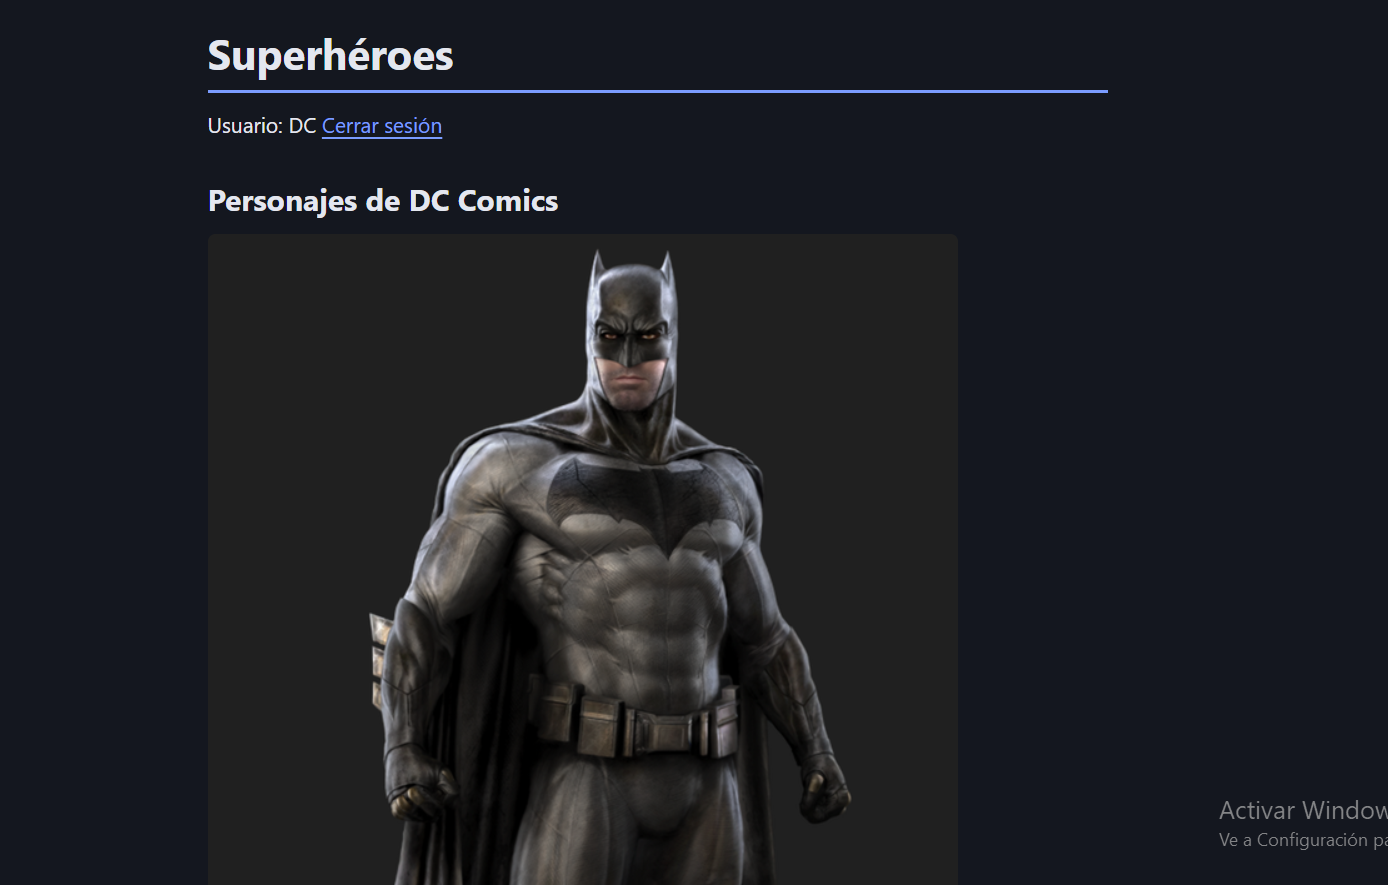 Superhéroes
Usuario: DC Cerrar sesión
Personajes de DC Comics
Activar Window
Ve a Configuración pa